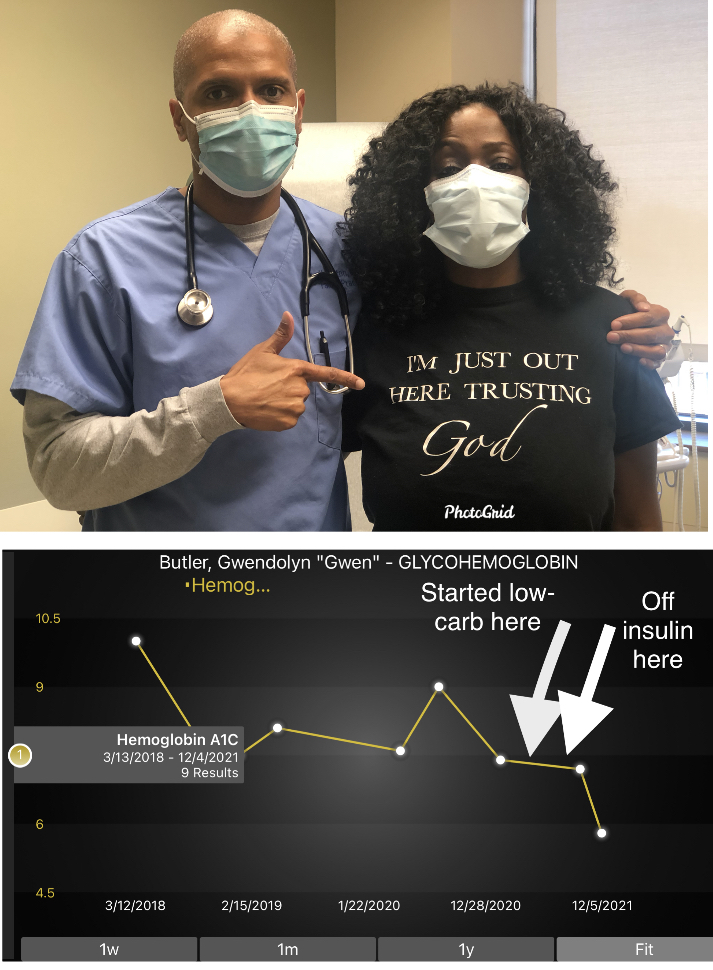 I'M JUST OUT
HERE TRUSTING
God
PhotoGrid
Butler, Gwendolyn "Gwen" - GLYCOHEMOGLOBIN
Hemog...
Started low-
carb here
Off
insulin
here
10.5
9
1
Hemoglobin A1C
3/13/2018 - 12/4/2021
9 Results
6
4.5
3/12/2018
2/15/2019
1/22/2020
12/28/2020
12/5/2021
1w
1m
1y
Fit